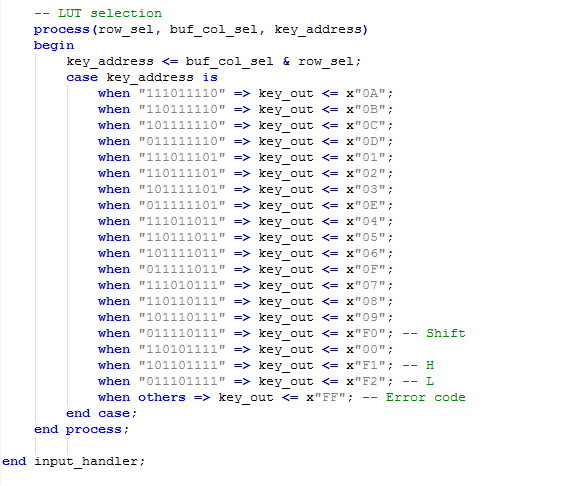 -- LUT selection
process(row_sel, buf_col_sel, key_address)
begin
key_address <= buf_col_sel & row_sel;
case key_address is
when "111011110" => key_out <= x"0A";
when "110111110" => key_out <= x"0B";
when "101111110" => key_out <= x"0C";
when "011111110" => key_out <= x"0D";
when "111011101" => key_out <= x"01";
when "110111101" => key_out <= x"02";
when "101111101" => key_out <= x"03";
when "011111101" => key_out <= x"0E";
when "111011011" => key_out <= x"04";
when "110111011" => key_out <= x"05";
when "101111011" => key_out <= x"06";
when "011111011" => key_out <= x"0F";
when "111010111" => key_out <= x"07";
when "110110111" => key_out <= x"08";
when "101110111" => key_out <= x"09";
when "011110111" => key_out <= x"F0"; -- Shift
when "110101111" => key_out <= x"00";
when "101101111" => key_out <= x"F1"; -- H
when "011101111" => key_out <= x"F2"; -- L
when others => key_out <= x"FF"; -- Error code
end case;
end process;
end input_handler;